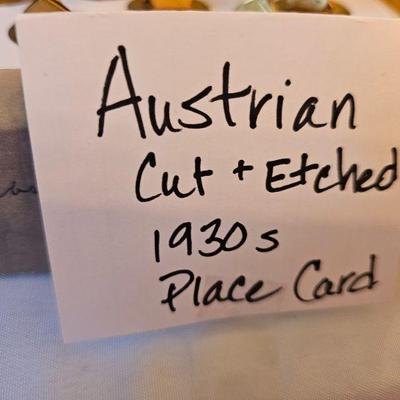 Austrian
Cut + Etched
1930s
Place Card